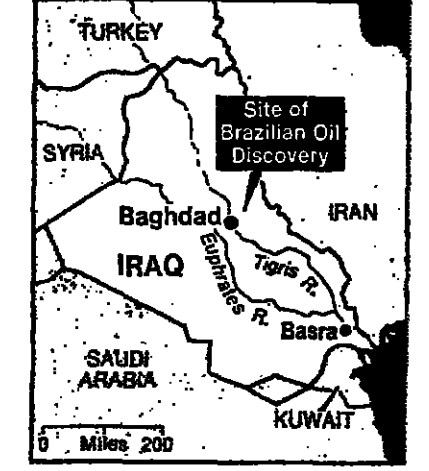 TURKEY
Site of
Brazilian Oil
Discovery
SYRIA
IRAN
Baghdad
IRAQ
Euphrates R.
Tigris R.
Basra
SAUDI
ARABIA
KUWAIT
0 Miles 200